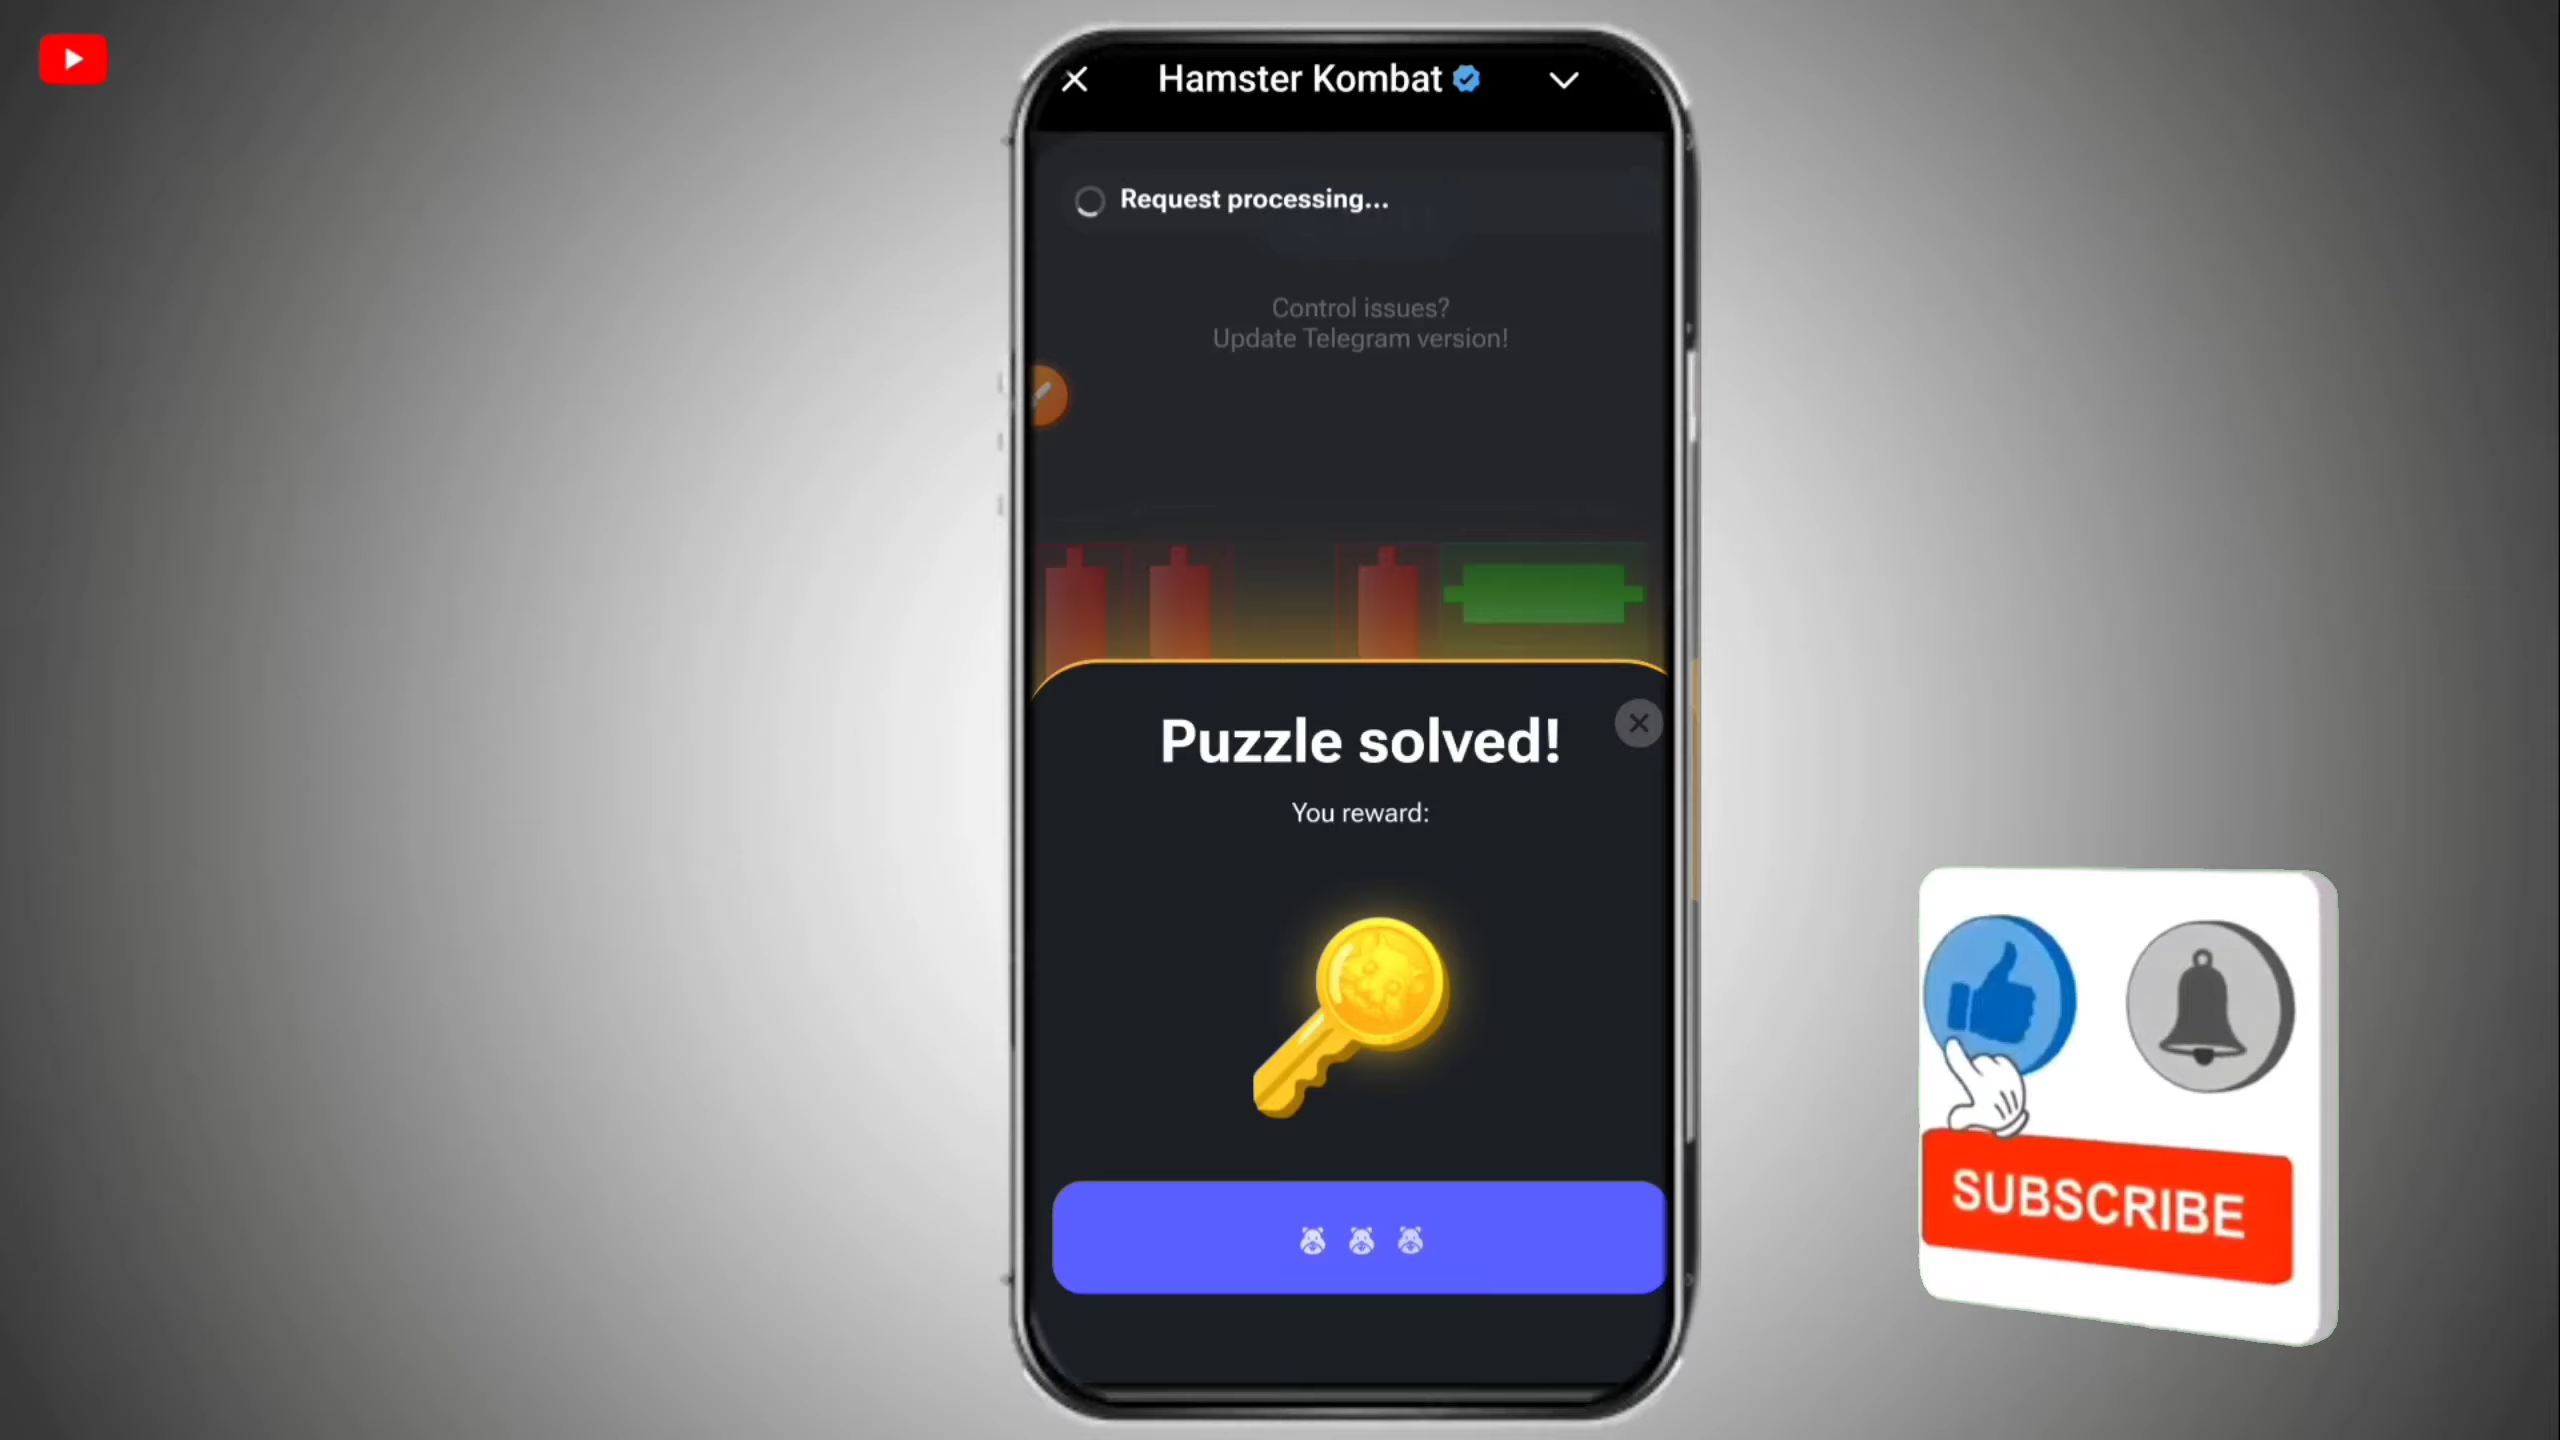 Hamster Kombat
Request processing...
Control issues?
Update Telegram version!
Puzzle solved!
You reward:
SUBSCRIBE